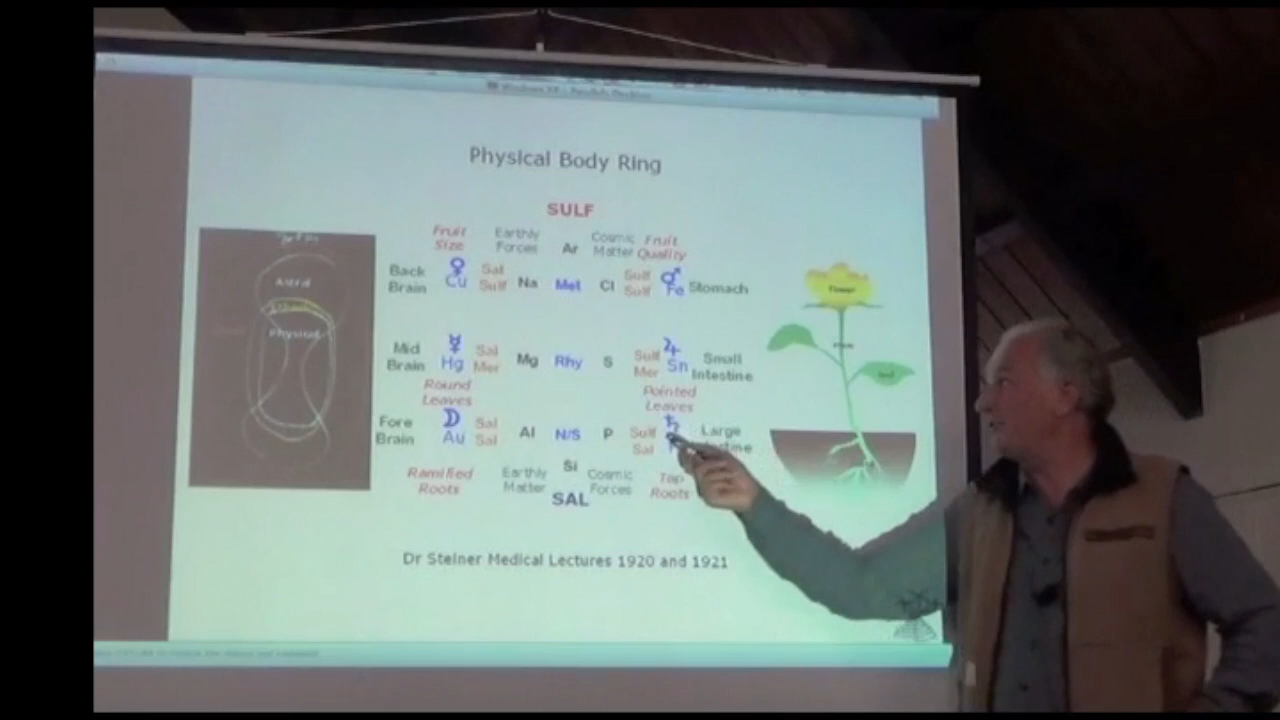 Physical Body Ring
SULF
Fruit Size Earthly Forces Ar Cosmic Matter Fruit Quality
Back Brain ♀ Cu Sal Sulf Na Met Cl Sulf Sulf ♂ Fe Stomach
Mid Brain ☿ Hg Sal Mer Mg Rhy S Sulf Mer ♃ Sn Small Intestine
Round Leaves Pointed Leaves
Fore Brain ☽ Au Sal Sal Al N/S P Sulf Sal ♄ Large
Ramified Roots Earthly Matter Si Cosmic Forces Tap Roots
SAL
Dr Steiner Medical Lectures 1920 and 1921
Astral
Physical
Flower